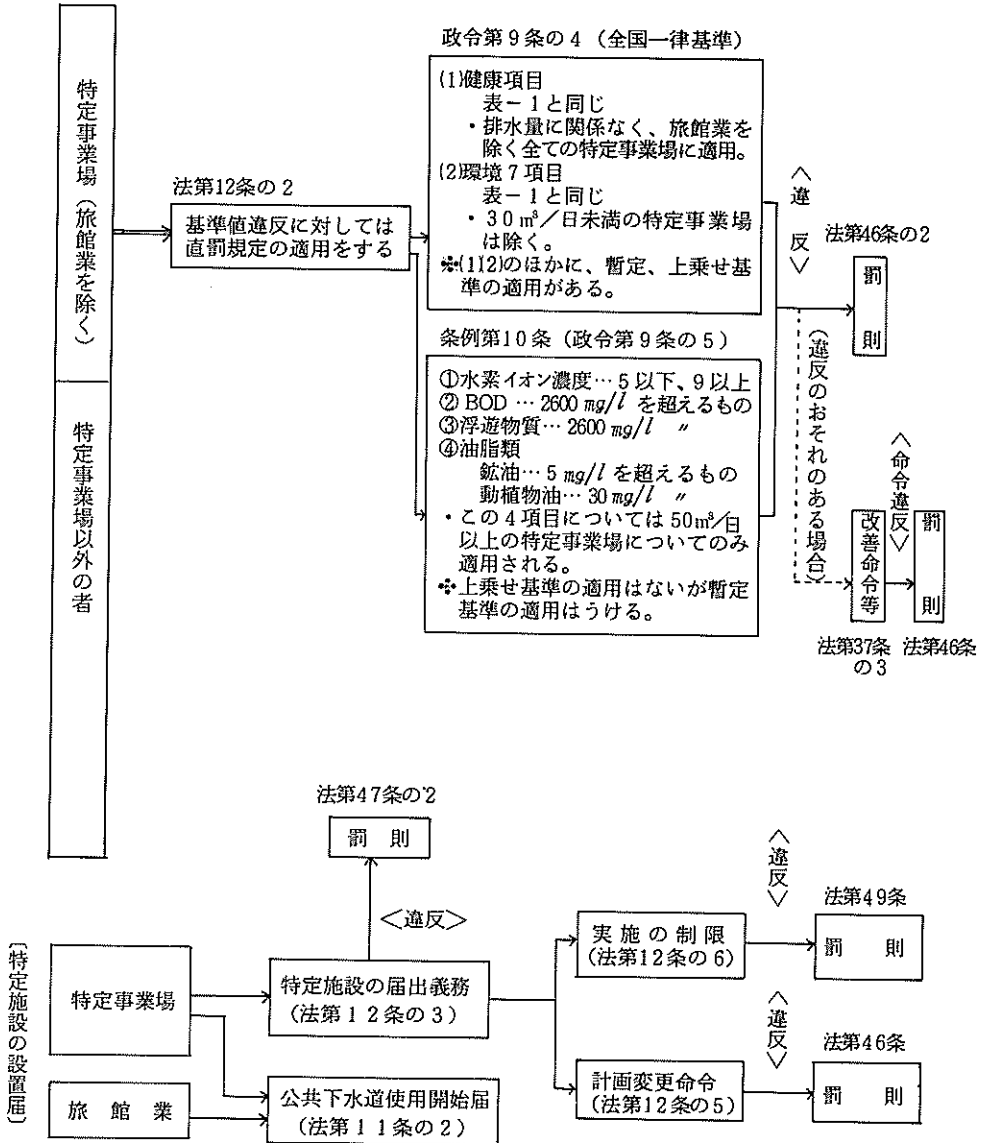 特定事業場（旅館業を除く）
特定事業場以外の者
法第12条の2
基準値違反に対しては
直罰規定の適用をする
政令第9条の4（全国一律基準）
(1)健康項目
表－1と同じ
・排水量に関係なく、旅館業を
除く全ての特定事業場に適用。
(2)環境7項目
表－1と同じ
・30m³／日未満の特定事業場
は除く。
※(1)(2)のほかに、暫定、上乗せ基
準の適用がある。
条例第10条（政令第9条の5）
①水素イオン濃度…5以下、9以上
②BOD…2600mg/lを超えるもの
③浮遊物質…2600mg/l　〃
④油脂類
鉱油…5mg/lを超えるもの
動植物油…30mg/l　〃
・この4項目については50m³/日
以上の特定事業場についてのみ
適用される。
※上乗せ基準の適用はないが暫定
基準の適用はうける。
＜違反＞
法第46条の2
罰則
（違反のおそれのある場合）
改善命令等
法第37条
の3
＜命令違反＞
罰則
法第46条
〔特定施設の設置届〕
特定事業場
旅館業
法第47条の2
罰則
＜違反＞
特定施設の届出義務
（法第12条の3）
公共下水道使用開始届
（法第11条の2）
実施の制限
（法第12条の6）
＜違反＞
法第49条
罰則
計画変更命令
（法第12条の5）
＜違反＞
法第46条
罰則